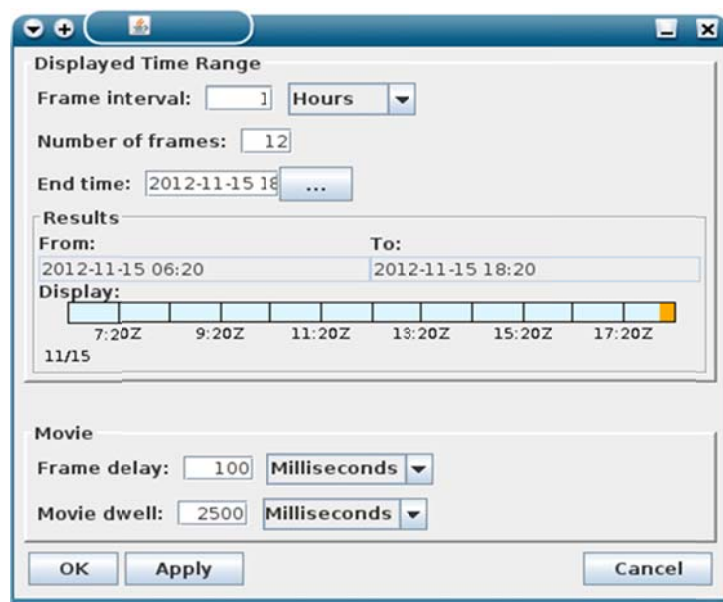 Displayed Time Range
Frame interval: 1 Hours
Number of frames: 12
End time: 2012-11-15 18 ...
Results
From: To:
2012-11-15 06:20 2012-11-15 18:20
Display:
7:20Z 9:20Z 11:20Z 13:20Z 15:20Z 17:20Z
11/15
Movie
Frame delay: 100 Milliseconds
Movie dwell: 2500 Milliseconds
OK Apply Cancel